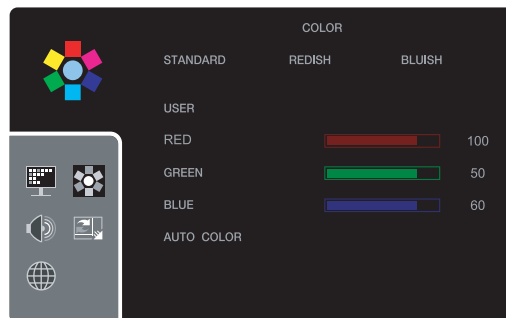 COLOR
STANDARD REDISH BLUISH
USER
RED 100
GREEN 50
BLUE 60
AUTO COLOR